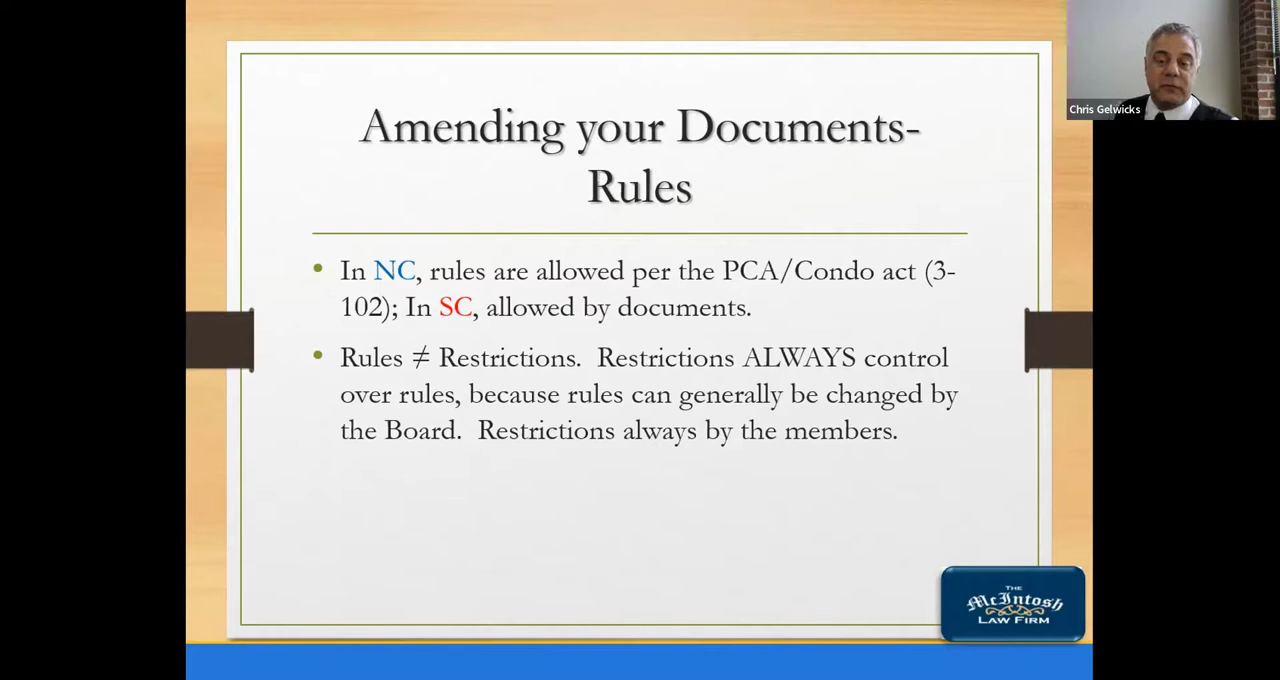 Amending your Documents-
Rules
• In NC, rules are allowed per the PCA/Condo act (3-
102); In SC, allowed by documents.
• Rules ≠ Restrictions.  Restrictions ALWAYS control
over rules, because rules can generally be changed by
the Board.  Restrictions always by the members.
Chris Gelwicks
THE
McIntosh
LAW FIRM